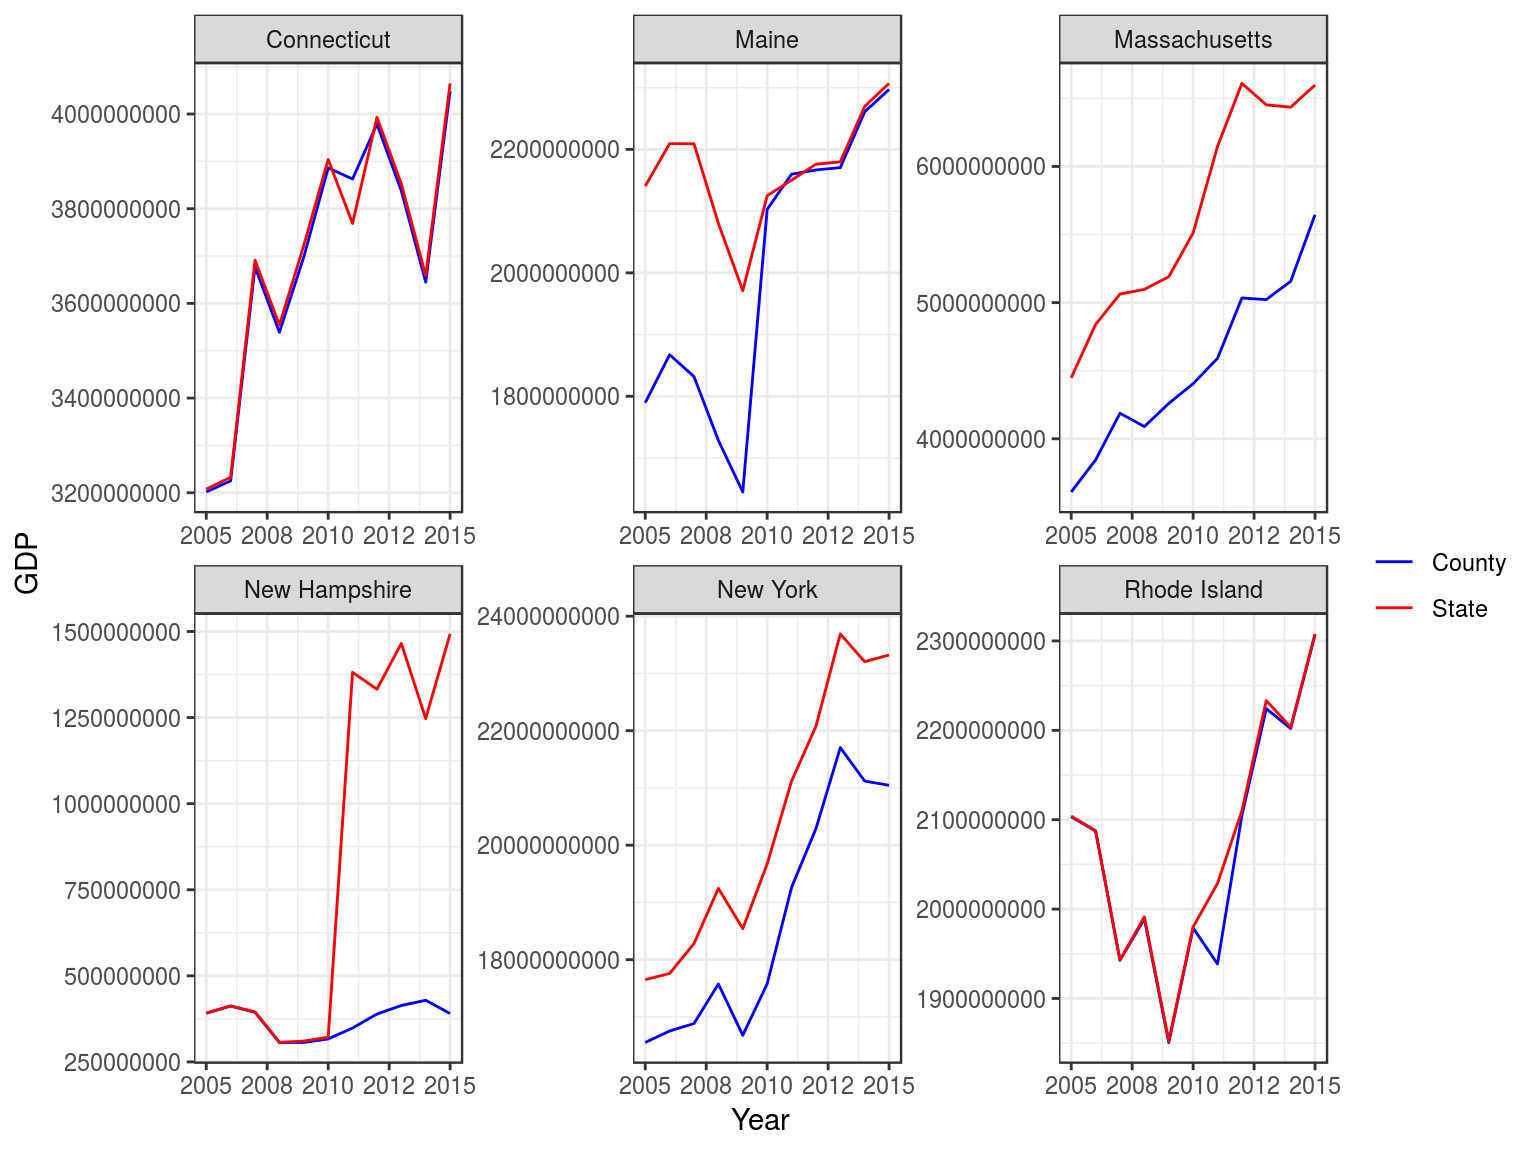 Connecticut
Maine
Massachusetts
4000000000
3800000000
3600000000
3400000000
3200000000
2200000000
2000000000
1800000000
6000000000
5000000000
4000000000
2005 2008 2010 2012 2015
2005 2008 2010 2012 2015
2005 2008 2010 2012 2015
GDP
County
State
New Hampshire
New York
Rhode Island
1500000000
1250000000
1000000000
750000000
500000000
250000000
24000000000
22000000000
20000000000
18000000000
2300000000
2200000000
2100000000
2000000000
1900000000
2005 2008 2010 2012 2015
2005 2008 2010 2012 2015
2005 2008 2010 2012 2015
Year